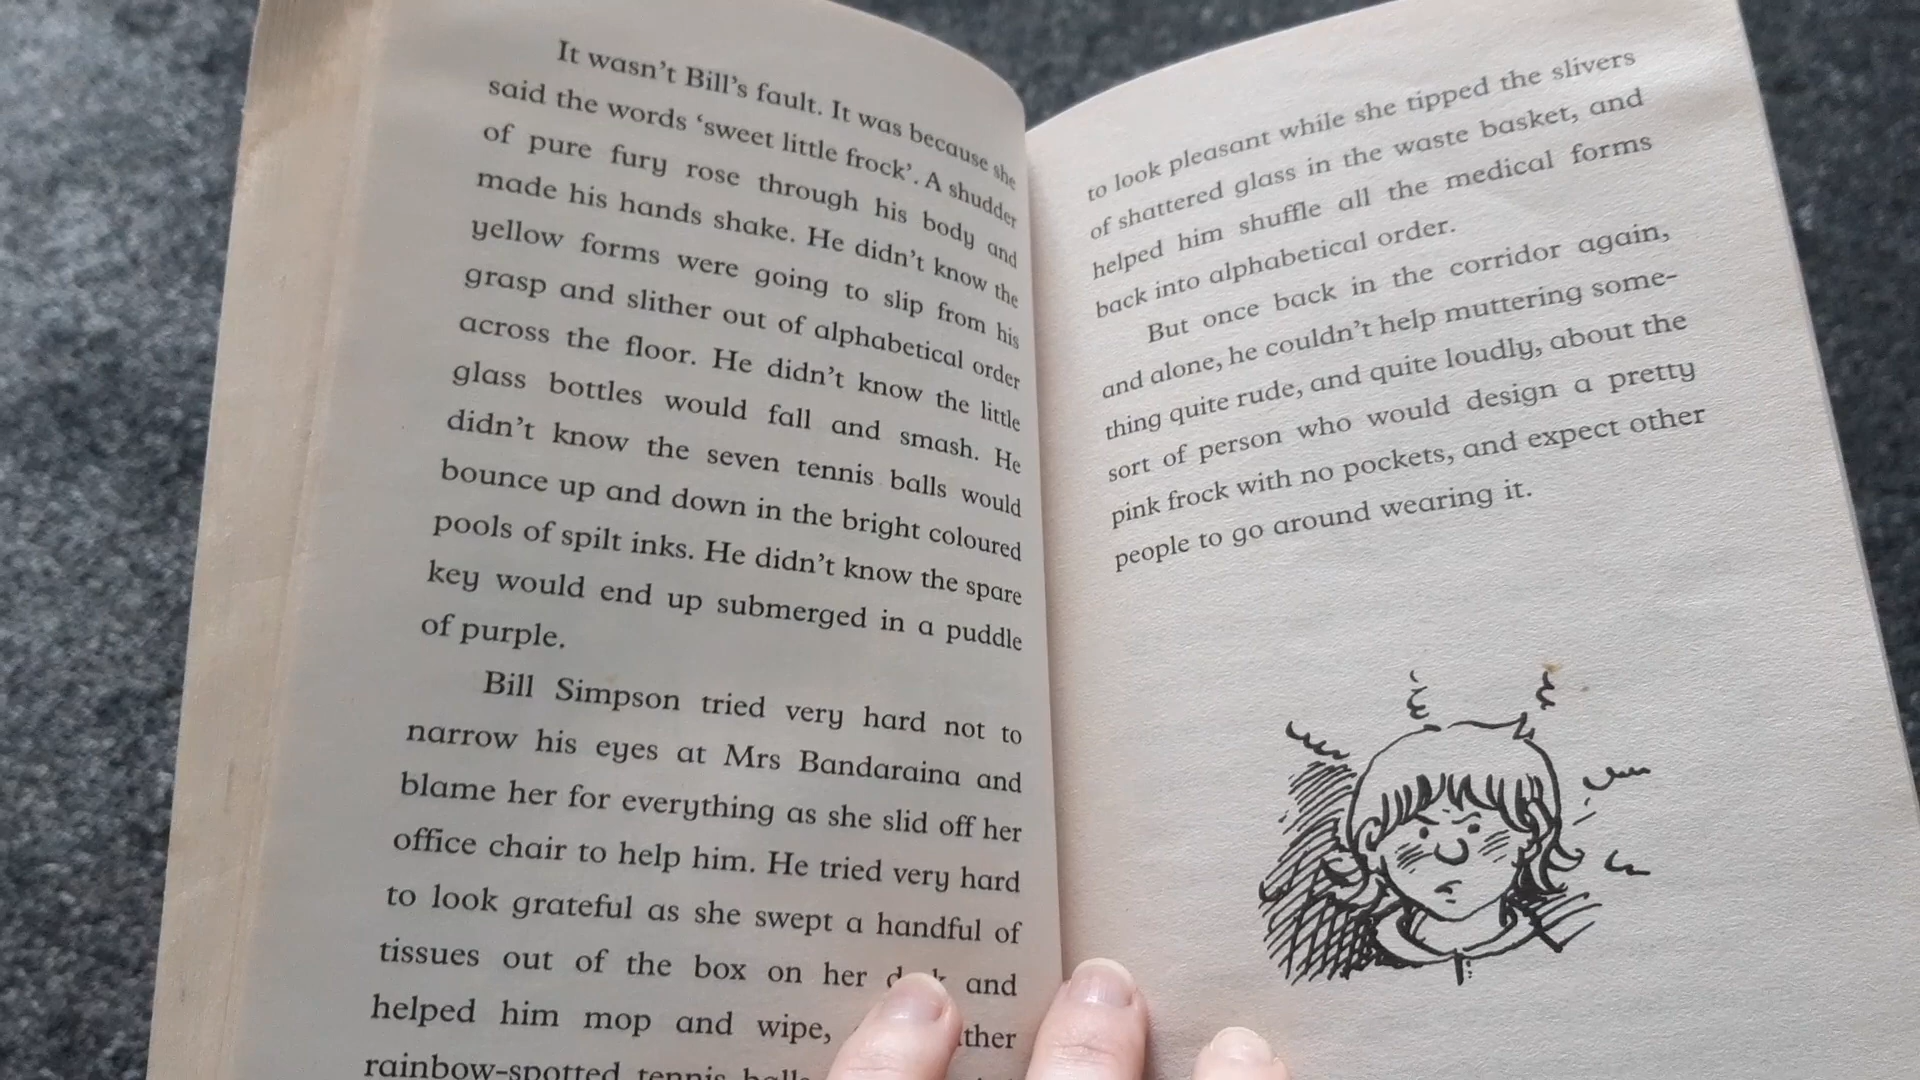 It wasn't Bill's fault. It was because she
said the words ‘sweet little frock’. A shudder
of pure fury rose through his body and
made his hands shake. He didn't know the
yellow forms were going to slip from his
grasp and slither out of alphabetical order
across the floor. He didn't know the little
glass bottles would fall and smash. He
didn't know the seven tennis balls would
bounce up and down in the bright coloured
pools of spilt inks. He didn't know the spare
key would end up submerged in a puddle
of purple.
Bill Simpson tried very hard not to
narrow his eyes at Mrs Bandaraina and
blame her for everything as she slid off her
office chair to help him. He tried very hard
to look grateful as she swept a handful of
tissues out of the box on her and
helped him mop and wipe,
rainbow-spotted tennis balls
to look pleasant while she tipped the slivers
of shattered glass in the waste basket, and
helped him shuffle all the medical forms
back into alphabetical order.
But once back in the corridor again,
and alone, he couldn't help muttering some-
thing quite rude, and quite loudly, about the
sort of person who would design a pretty
pink frock with no pockets, and expect other
people to go around wearing it.